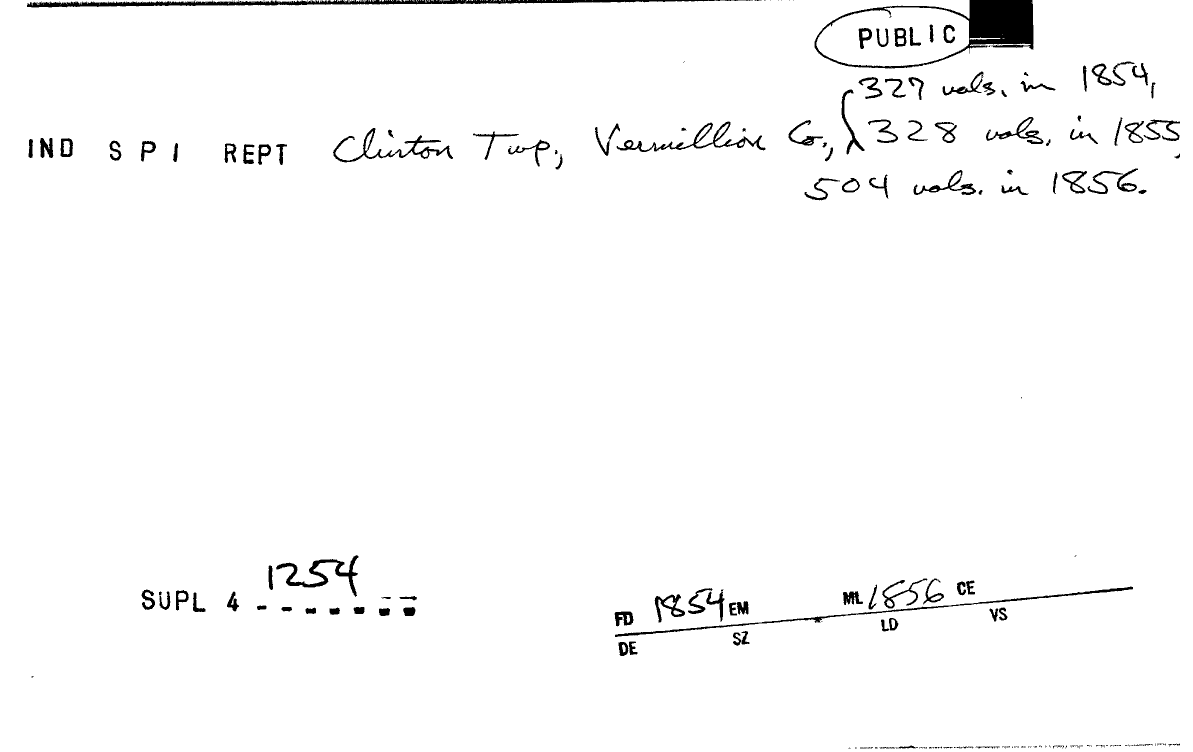 PUBLIC
327 vols. in 1854,
IND S P I REPT Clinton Twp., Vermillion Co., 328 vols. in 1855,
504 vols. in 1856.
1254
SUPL 4
FD 1854 EM ML 1856 CE
DE SZ * LD VS